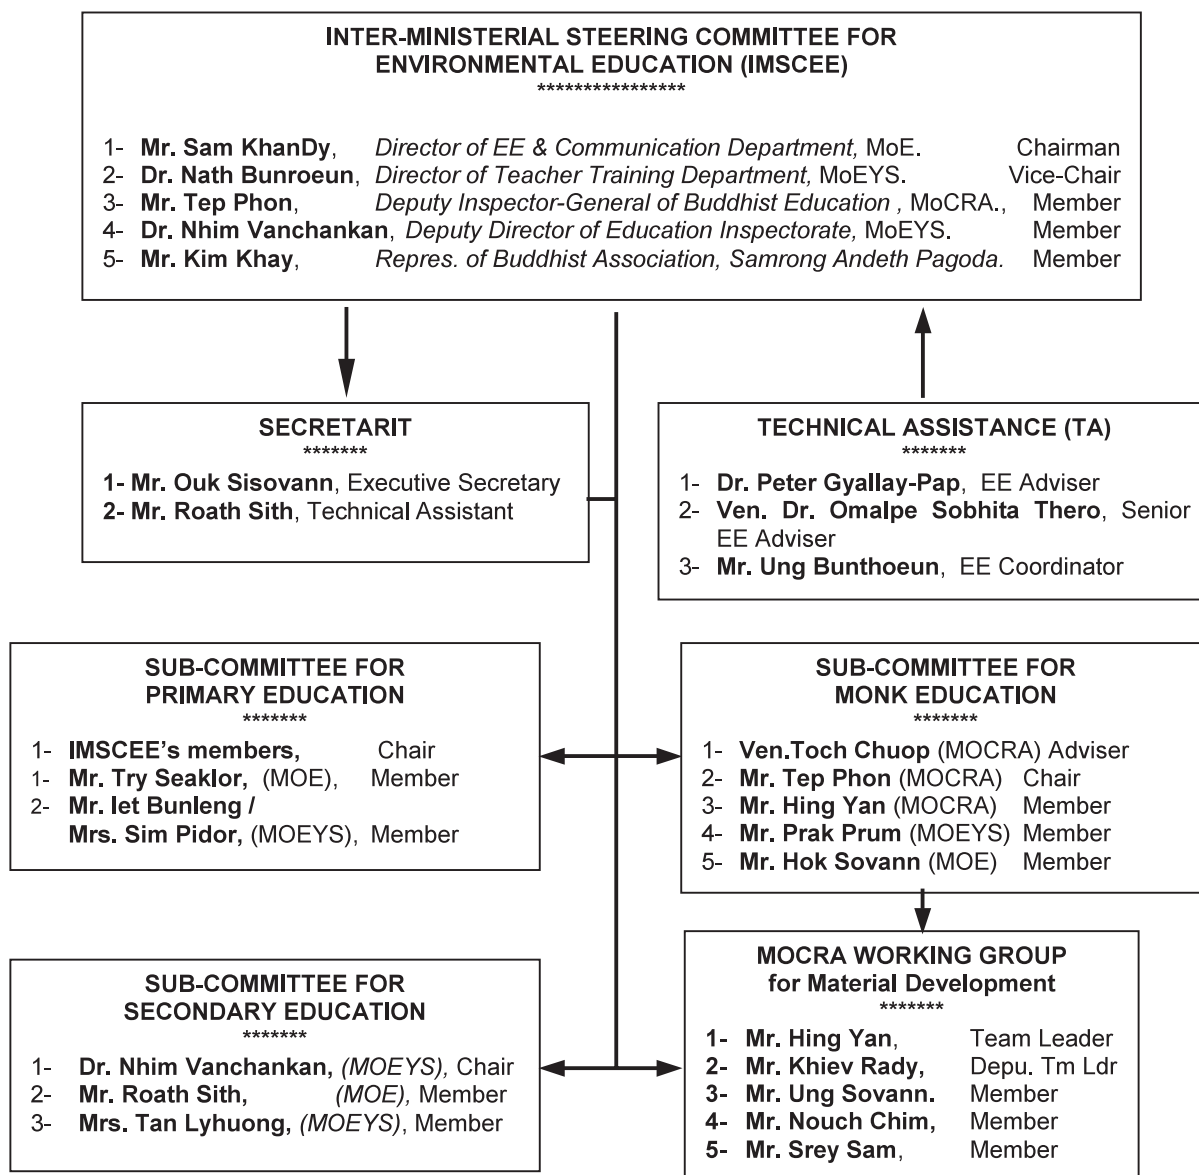 INTER-MINISTERIAL STEERING COMMITTEE FOR
ENVIRONMENTAL EDUCATION (IMSCEE)
****************
1- Mr. Sam KhanDy, Director of EE & Communication Department, MoE. Chairman
2- Dr. Nath Bunroeun, Director of Teacher Training Department, MoEYS. Vice-Chair
3- Mr. Tep Phon, Deputy Inspector-General of Buddhist Education , MoCRA., Member
4- Dr. Nhim Vanchankan, Deputy Director of Education Inspectorate, MoEYS. Member
5- Mr. Kim Khay, Repres. of Buddhist Association, Samrong Andeth Pagoda. Member
SECRETARIT
*******
1- Mr. Ouk Sisovann, Executive Secretary
2- Mr. Roath Sith, Technical Assistant
TECHNICAL ASSISTANCE (TA)
*******
1- Dr. Peter Gyallay-Pap, EE Adviser
2- Ven. Dr. Omalpe Sobhita Thero, Senior
EE Adviser
3- Mr. Ung Bunthoeun, EE Coordinator
SUB-COMMITTEE FOR
PRIMARY EDUCATION
*******
1- IMSCEE's members, Chair
1- Mr. Try Seaklor, (MOE), Member
2- Mr. Iet Bunleng /
Mrs. Sim Pidor, (MOEYS), Member
SUB-COMMITTEE FOR
MONK EDUCATION
*******
1- Ven.Toch Chuop (MOCRA) Adviser
2- Mr. Tep Phon (MOCRA) Chair
3- Mr. Hing Yan (MOCRA) Member
4- Mr. Prak Prum (MOEYS) Member
5- Mr. Hok Sovann (MOE) Member
SUB-COMMITTEE FOR
SECONDARY EDUCATION
*******
1- Dr. Nhim Vanchankan, (MOEYS), Chair
2- Mr. Roath Sith, (MOE), Member
3- Mrs. Tan Lyhuong, (MOEYS), Member
MOCRA WORKING GROUP
for Material Development
*******
1- Mr. Hing Yan, Team Leader
2- Mr. Khiev Rady, Depu. Tm Ldr
3- Mr. Ung Sovann. Member
4- Mr. Nouch Chim, Member
5- Mr. Srey Sam, Member